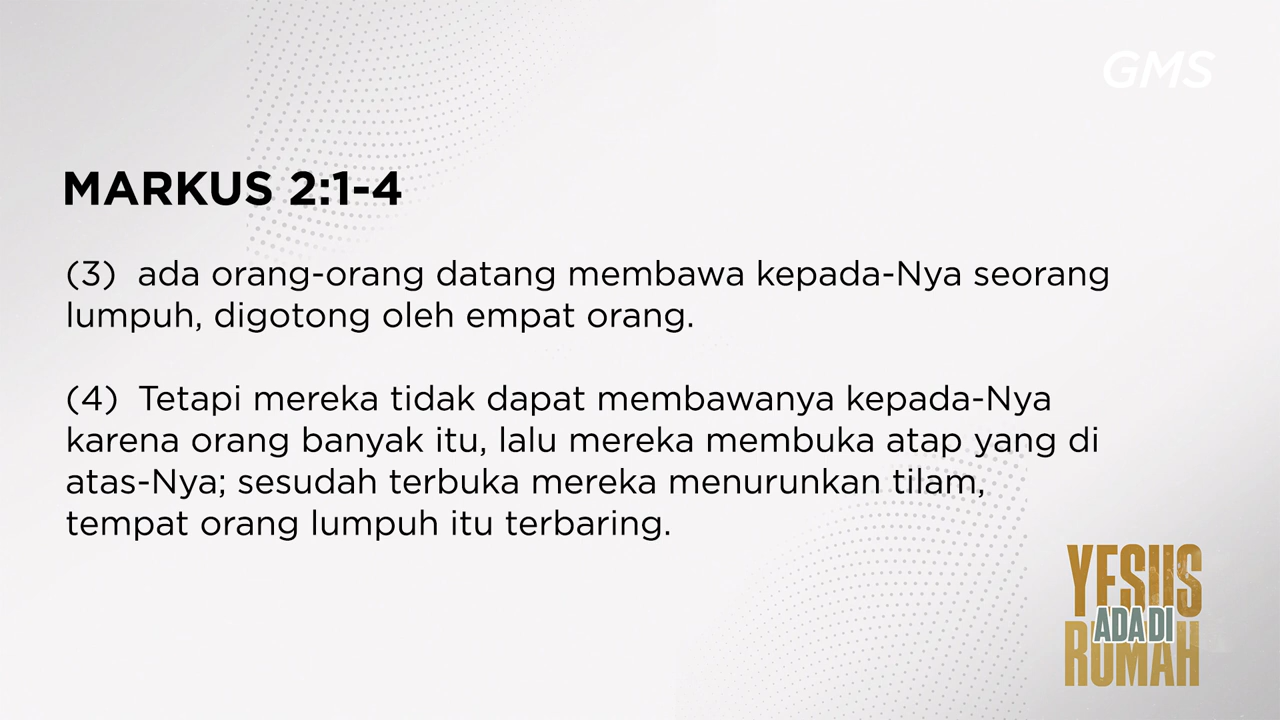 GMS
MARKUS 2:1-4
(3)  ada orang-orang datang membawa kepada-Nya seorang
lumpuh, digotong oleh empat orang.
(4)  Tetapi mereka tidak dapat membawanya kepada-Nya
karena orang banyak itu, lalu mereka membuka atap yang di
atas-Nya; sesudah terbuka mereka menurunkan tilam,
tempat orang lumpuh itu terbaring.
YESUS
ADA DI
RUMAH